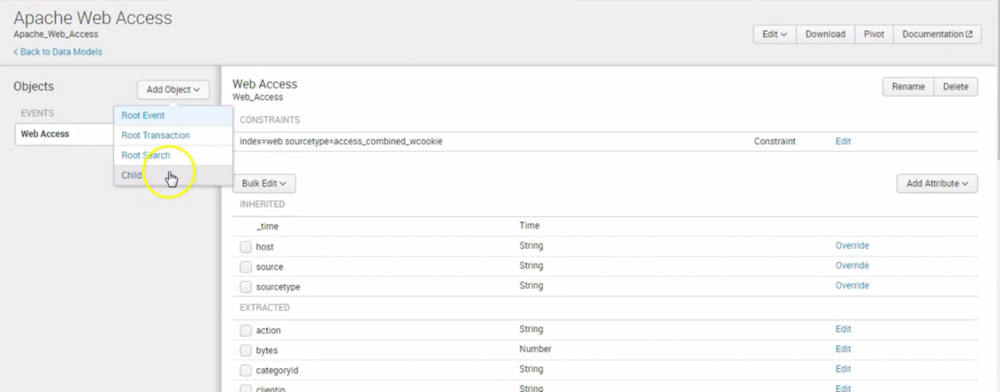 Apache Web Access
Apache_Web_Access
< Back to Data Models
Edit
Download
Pivot
Documentation
Objects
Add Object
EVENTS
Web Access
Root Event
Root Transaction
Root Search
Child
Web Access
Web_Access
Rename
Delete
CONSTRAINTS
index=web sourcetype=access_combined_wcookie Constraint Edit
Bulk Edit
Add Attribute
INHERITED
_time Time
host String Override
source String Override
sourcetype String Override
EXTRACTED
action String Edit
bytes Number Edit
categoryId String Edit
clientip String Edit